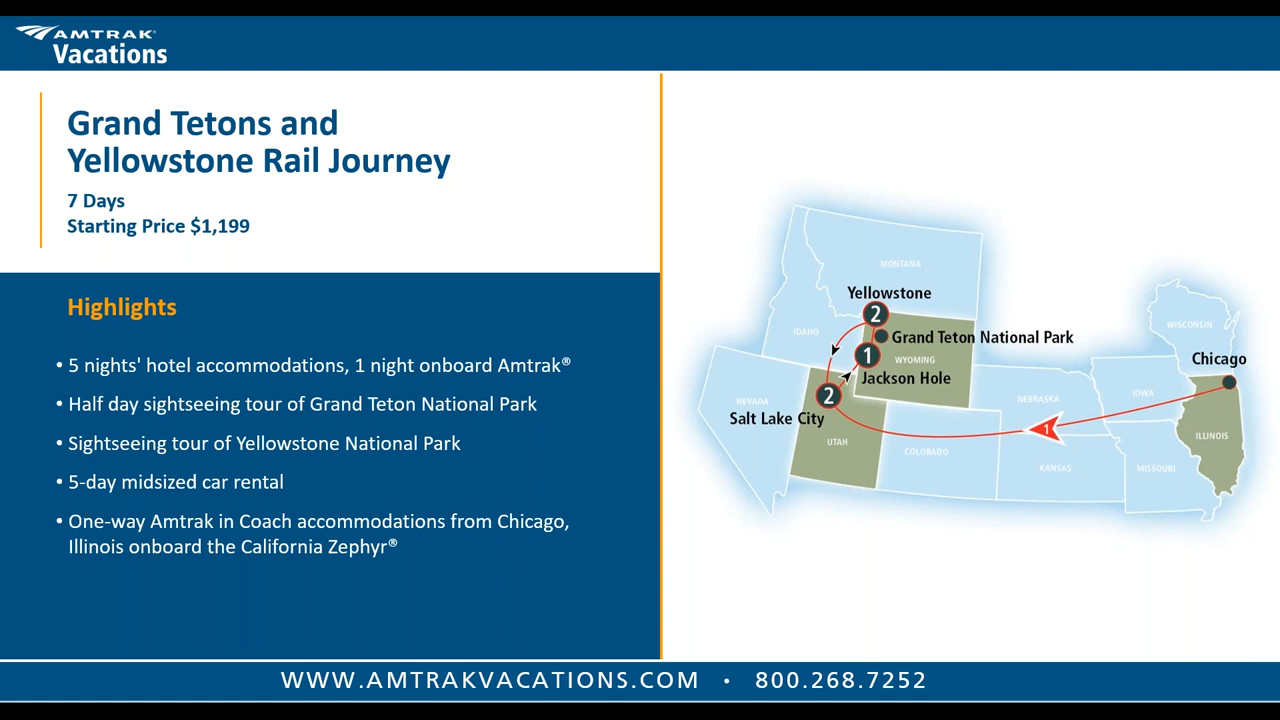 AMTRAK®
Vacations
Grand Tetons and
Yellowstone Rail Journey
7 Days
Starting Price $1,199
Highlights
• 5 nights' hotel accommodations, 1 night onboard Amtrak®
• Half day sightseeing tour of Grand Teton National Park
• Sightseeing tour of Yellowstone National Park
• 5-day midsized car rental
• One-way Amtrak in Coach accommodations from Chicago,
Illinois onboard the California Zephyr®
MONTANA
Yellowstone
2
IDAHO
Grand Teton National Park
WISCONSIN
1
WYOMING
Chicago
Jackson Hole
2
NEVADA
NEBRASKA
IOWA
Salt Lake City
1
UTAH
COLORADO
KANSAS
MISSOURI
ILLINOIS
WWW.AMTRAKVACATIONS.COM • 800.268.7252